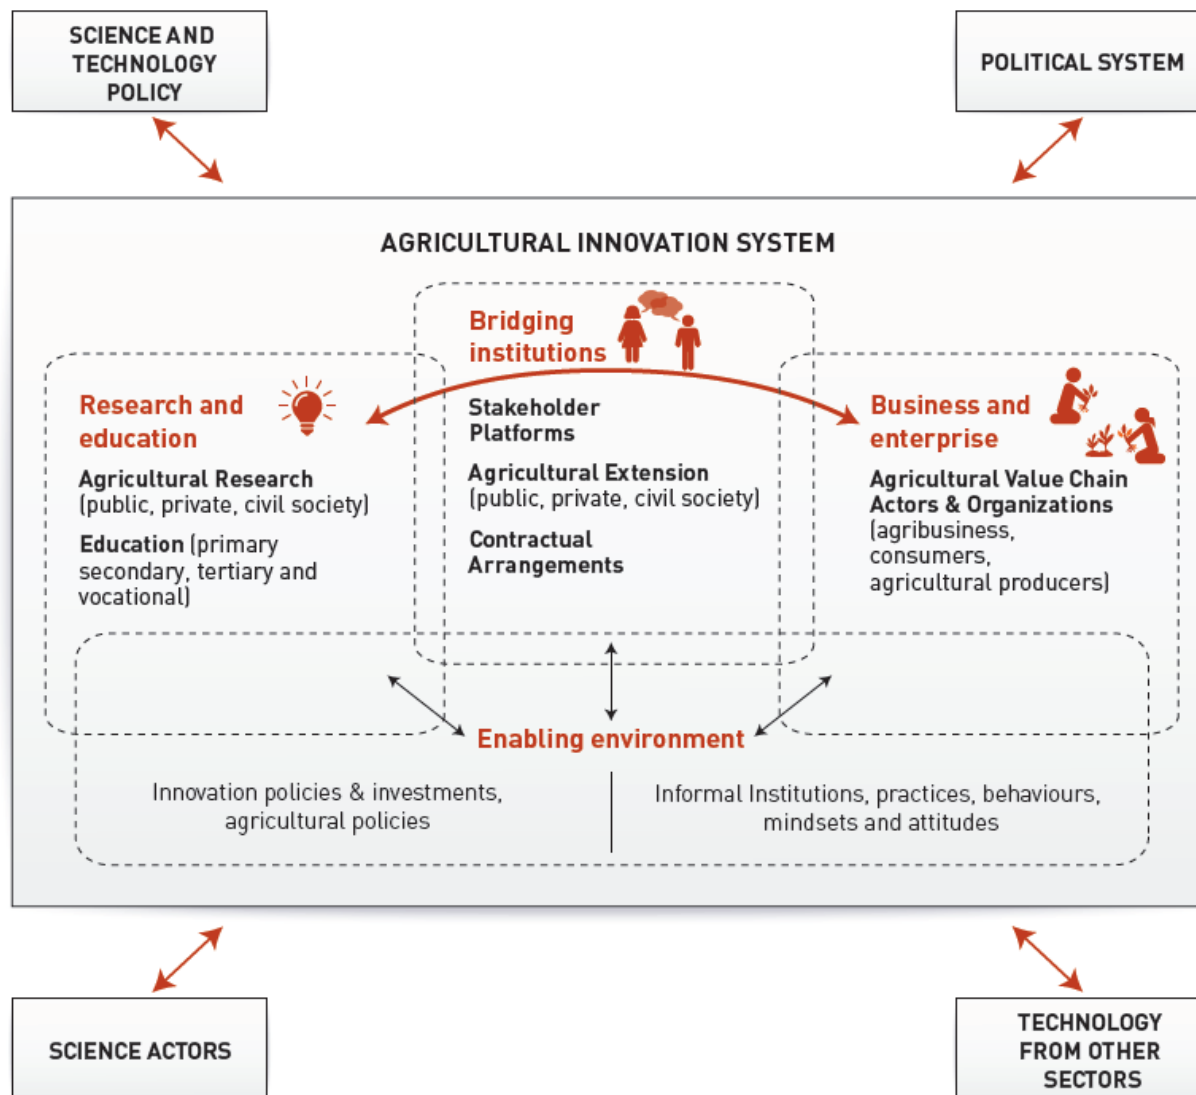 SCIENCE AND
TECHNOLOGY
POLICY
POLITICAL SYSTEM
AGRICULTURAL INNOVATION SYSTEM
Bridging
institutions
Stakeholder
Platforms
Agricultural Extension
(public, private, civil society)
Contractual
Arrangements
Research and
education
Agricultural Research
(public, private, civil society)
Education (primary
secondary, tertiary and
vocational)
Business and
enterprise
Agricultural Value Chain
Actors & Organizations
(agribusiness,
consumers,
agricultural producers)
Enabling environment
Innovation policies & investments,
agricultural policies
Informal Institutions, practices, behaviours,
mindsets and attitudes
SCIENCE ACTORS
TECHNOLOGY
FROM OTHER
SECTORS